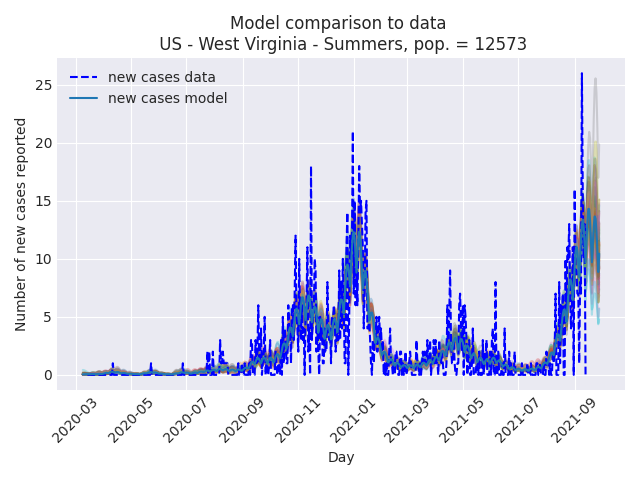 Model comparison to data
US - West Virginia - Summers, pop. = 12573
new cases data
new cases model
Number of new cases reported
25
20
15
10
5
0
2020-03
2020-05
2020-07
2020-09
2020-11
2021-01
2021-03
2021-05
2021-07
2021-09
Day